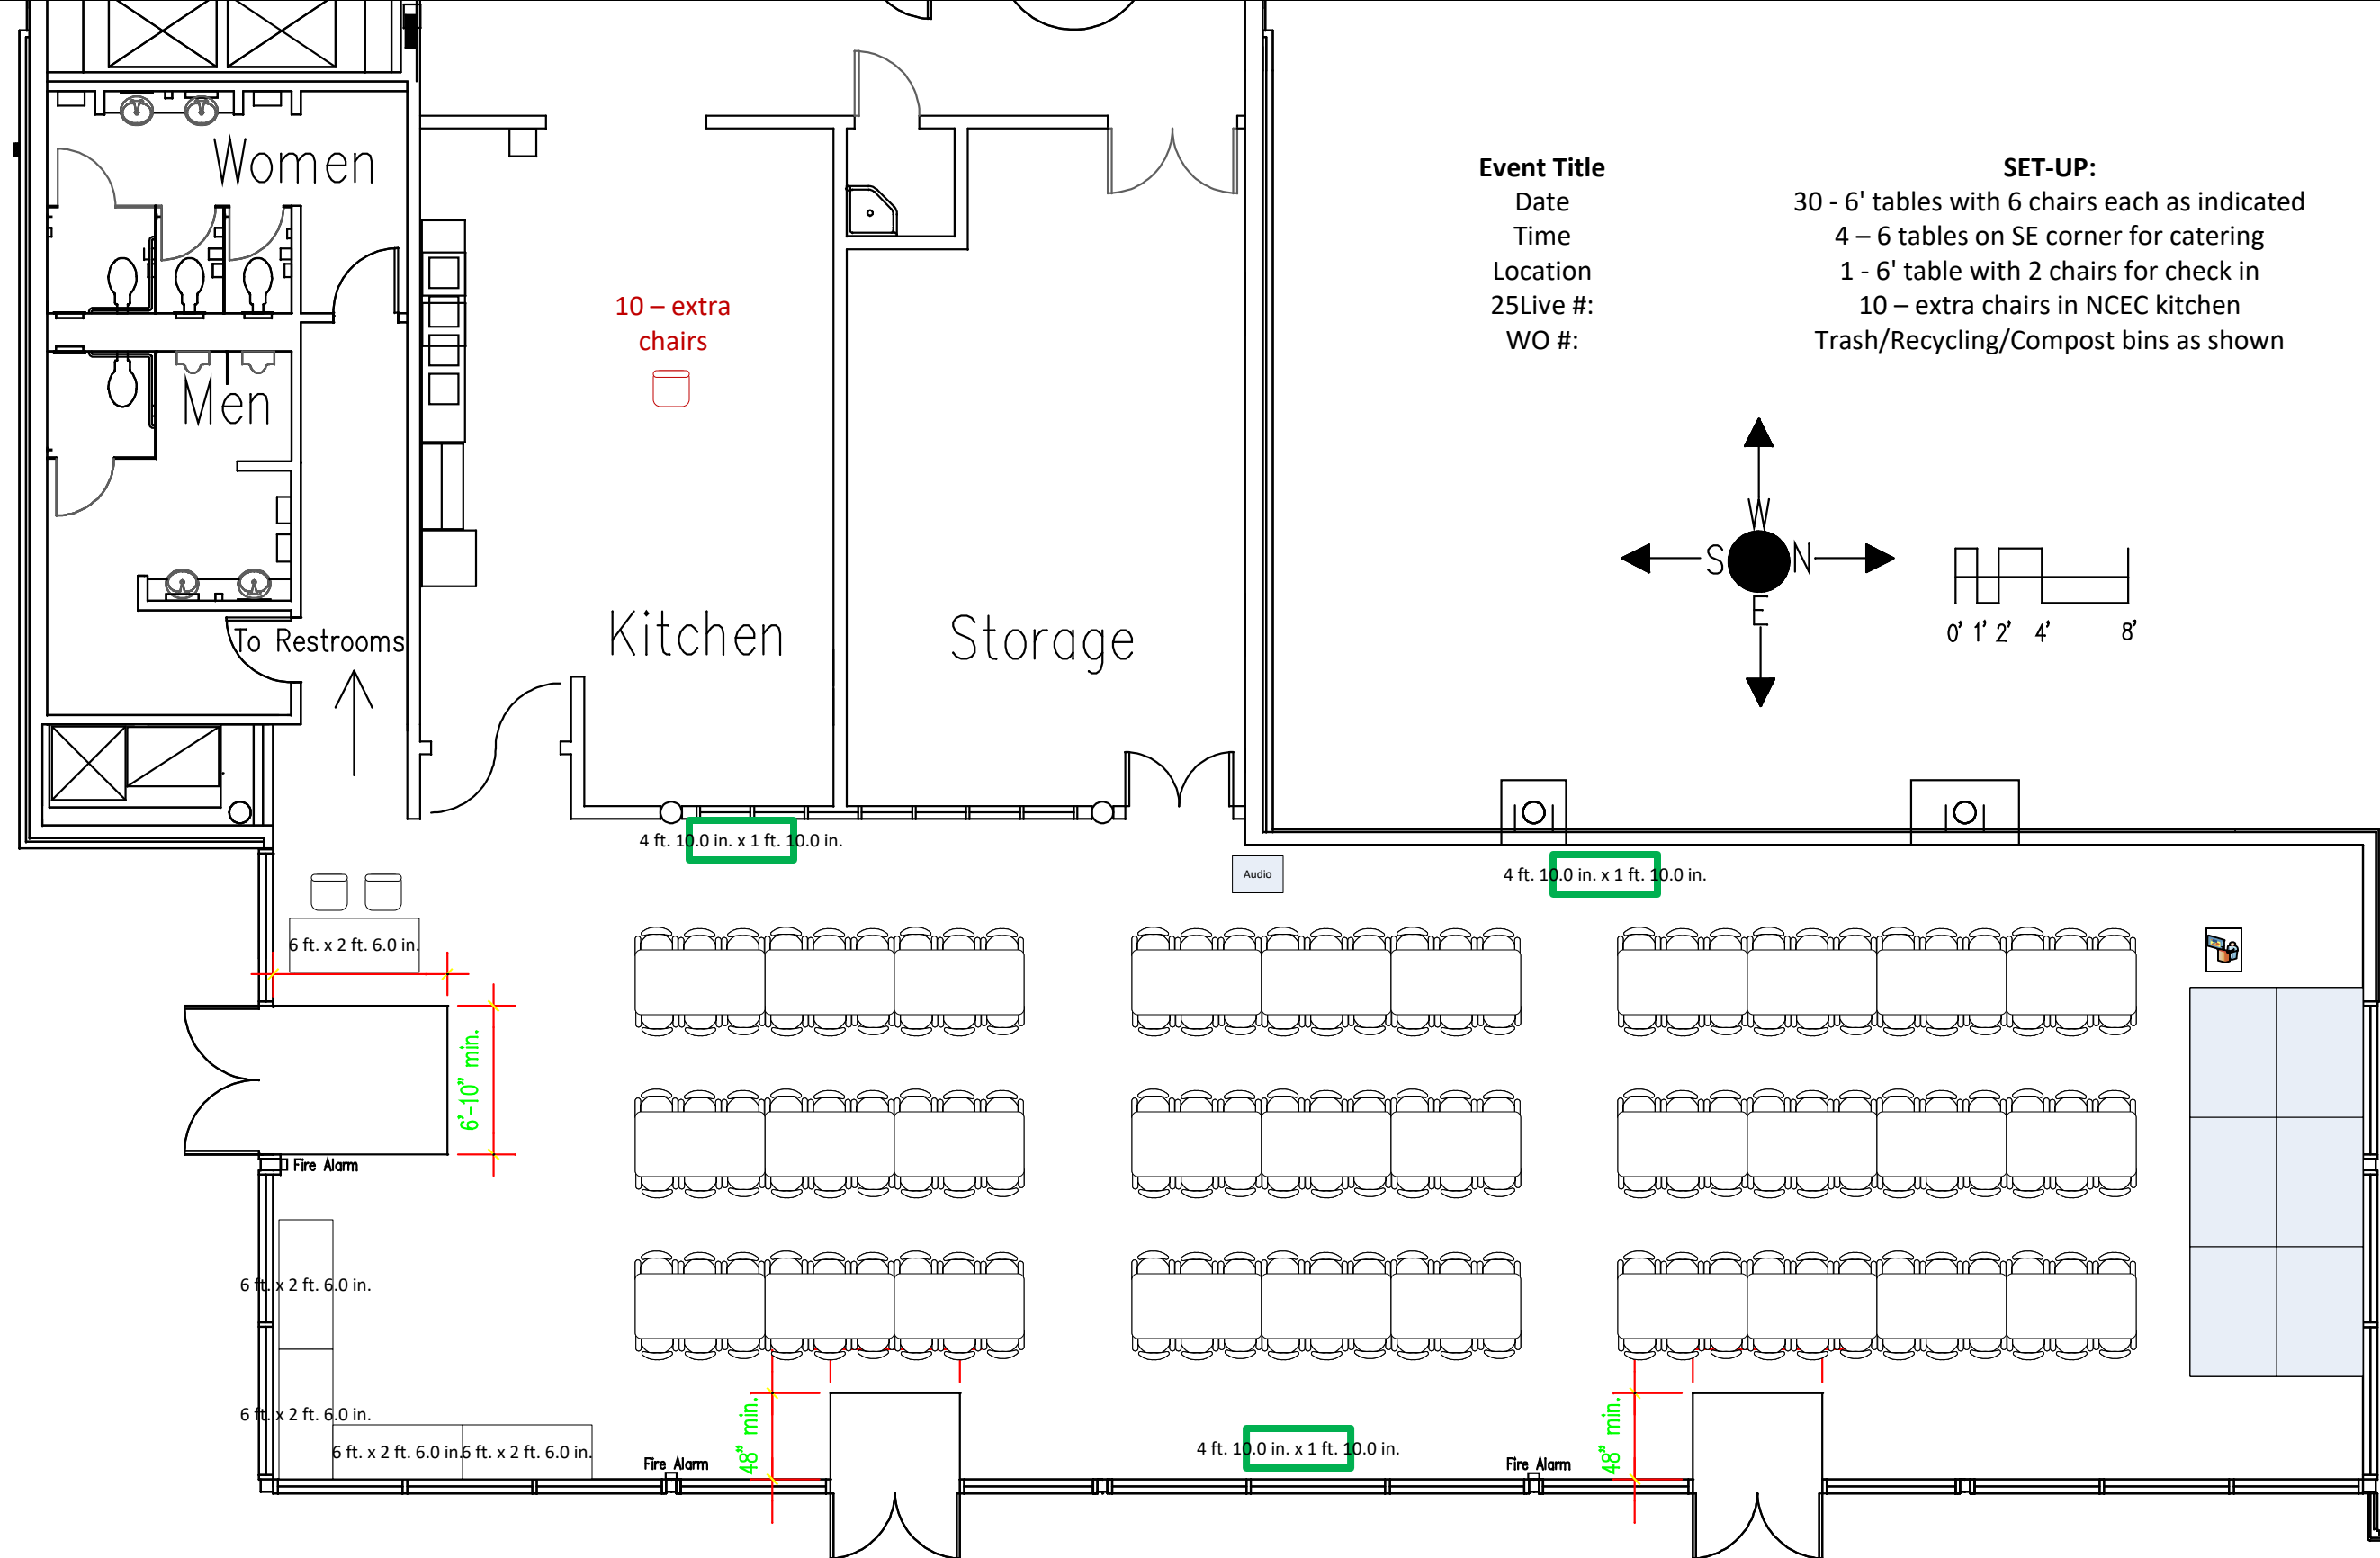 Women
Event Title
Date
Time
Location
25Live #:
WO #:
SET-UP:
30 - 6' tables with 6 chairs each as indicated
4 – 6 tables on SE corner for catering
1 - 6' table with 2 chairs for check in
10 – extra chairs in NCEC kitchen
Trash/Recycling/Compost bins as shown
10 – extra
chairs
Men
W
S N
E
0' 1' 2' 4' 8'
To Restrooms
Kitchen
Storage
4 ft. 10.0 in. x 1 ft. 10.0 in.
Audio
4 ft. 10.0 in. x 1 ft. 10.0 in.
6 ft. x 2 ft. 6.0 in.
6'-10" min.
Fire Alarm
6 ft. x 2 ft. 6.0 in.
6 ft. x 2 ft. 6.0 in.
6 ft. x 2 ft. 6.0 in.
6 ft. x 2 ft. 6.0 in.
Fire Alarm
48" min.
4 ft. 10.0 in. x 1 ft. 10.0 in.
Fire Alarm
48" min.